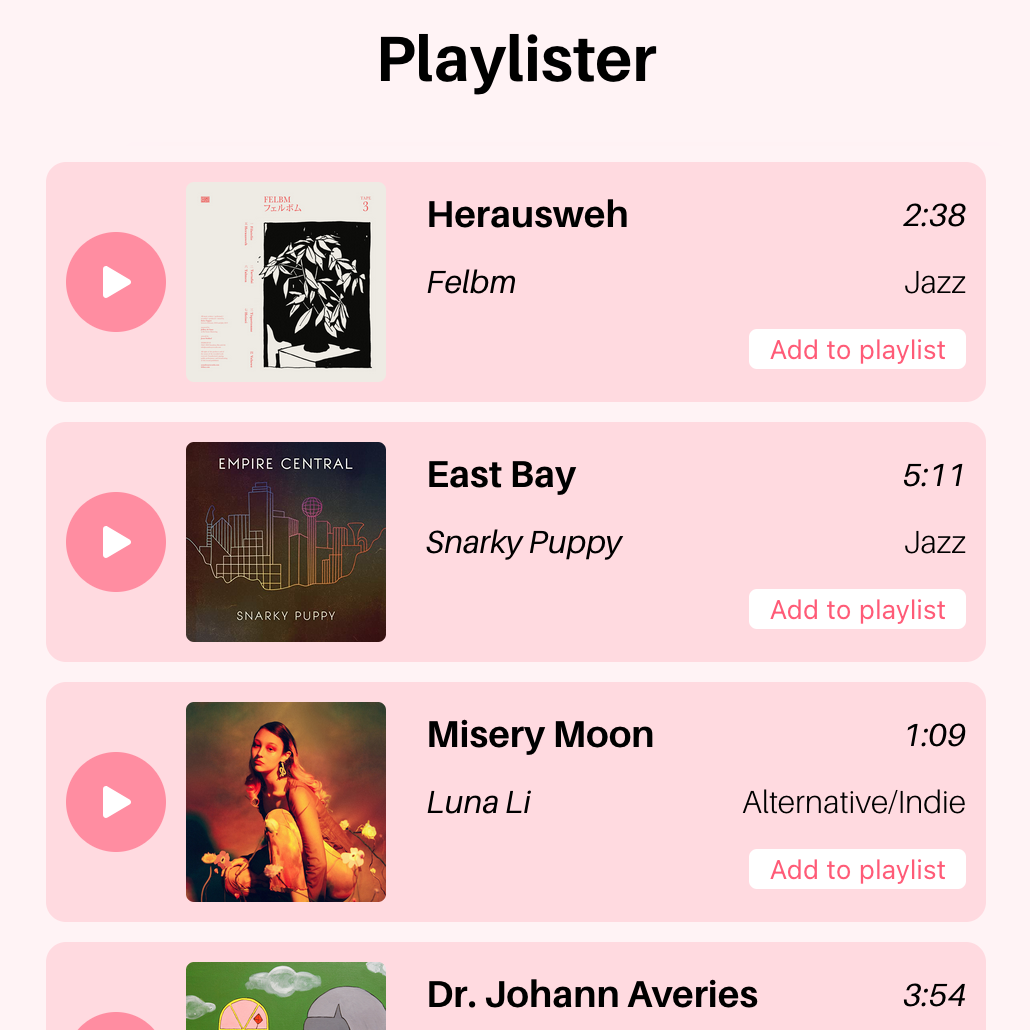 Playlister
FELBM
フェルボム
TAPE
3
Herausweh
2:38
Felbm
Jazz
Add to playlist
EMPIRE CENTRAL
SNARKY PUPPY
East Bay
5:11
Snarky Puppy
Jazz
Add to playlist
Misery Moon
1:09
Luna Li
Alternative/Indie
Add to playlist
Dr. Johann Averies
3:54